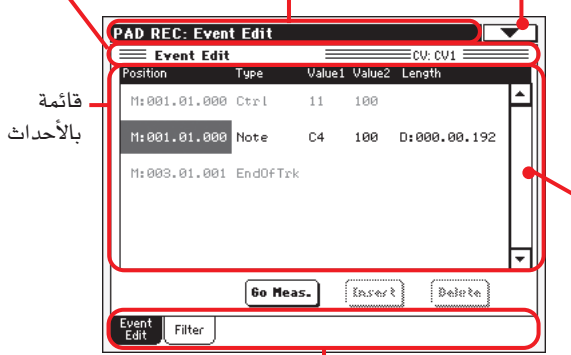 PAD REC: Event Edit
Event Edit CV: CV1
Position Type Value1 Value2 Length
M:001.01.000 Ctrl 11 100
M:001.01.000 Note C4 100 D:000.00.192
M:003.01.001 EndOfTrk
قائمة
بالأحداث
Go Meas. Insert Delete
Event Edit Filter